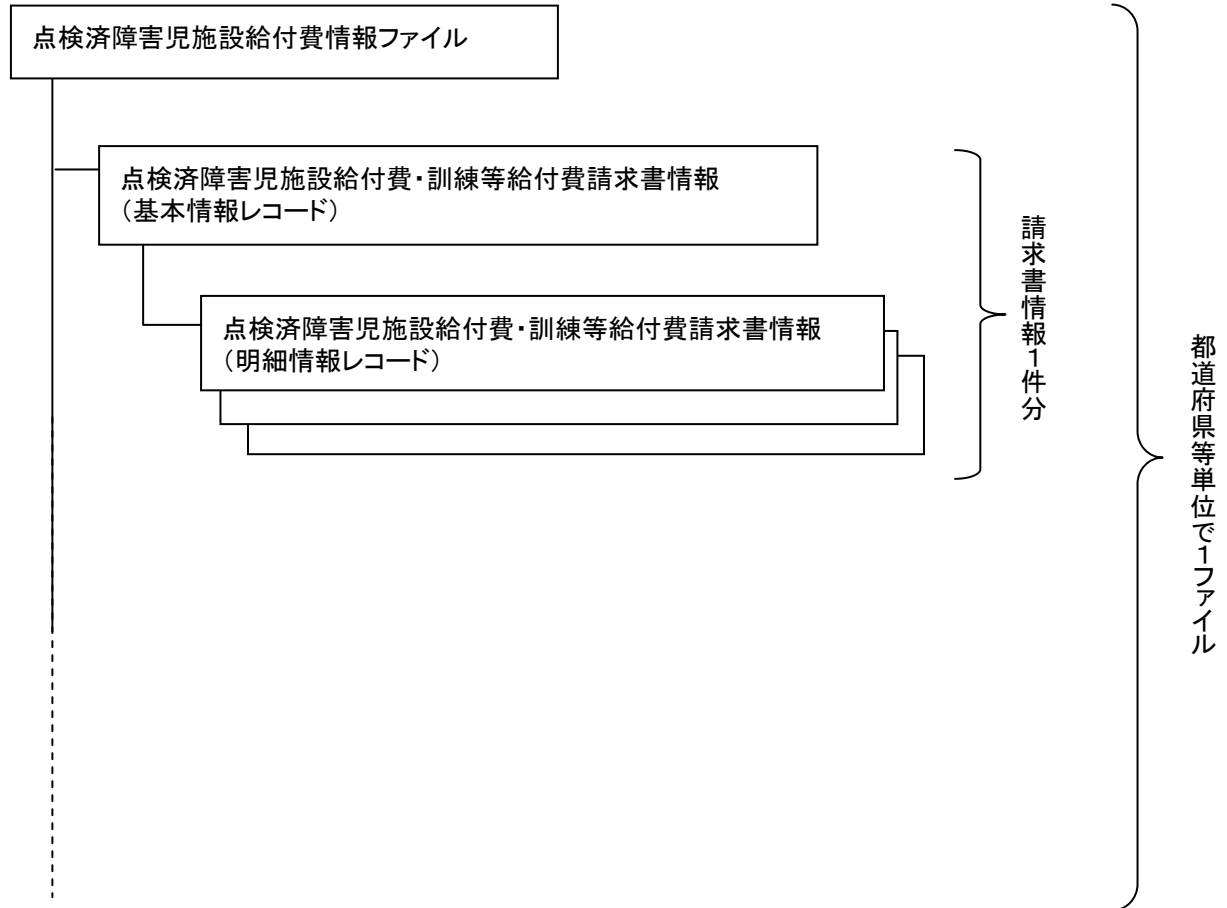 点検済障害児施設給付費情報ファイル
点検済障害児施設給付費・訓練等給付費請求書情報
（基本情報レコード）
点検済障害児施設給付費・訓練等給付費請求書情報
（明細情報レコード）
請求書情報１件分
都道府県等単位で１ファイル